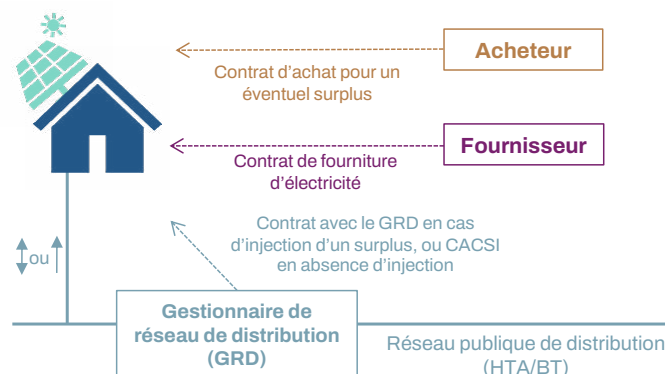 Acheteur
Contrat d'achat pour un
éventuel surplus
Fournisseur
Contrat de fourniture
d'électricité
Contrat avec le GRD en cas
d'injection d'un surplus, ou CACSI
en absence d'injection
ou
Gestionnaire de
réseau de distribution
(GRD)
Réseau publique de distribution
(HTA/BT)